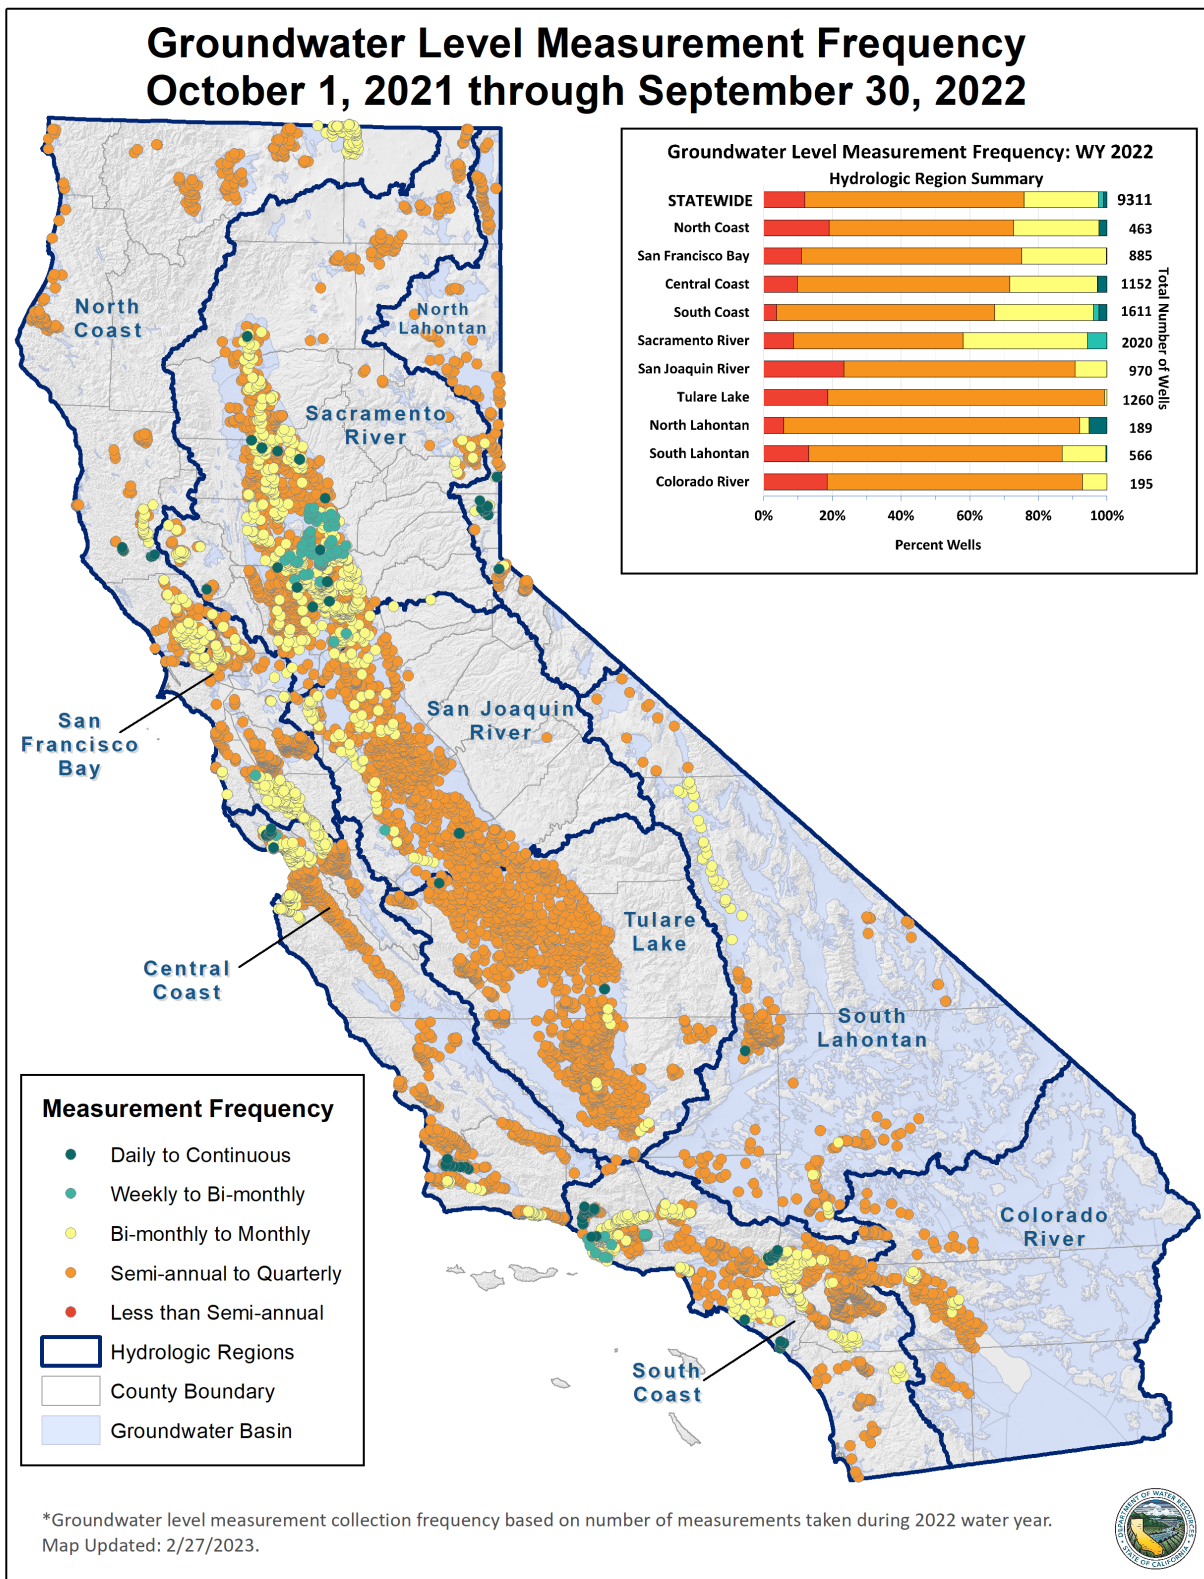 Groundwater Level Measurement Frequency
October 1, 2021 through September 30, 2022
Groundwater Level Measurement Frequency: WY 2022
Hydrologic Region Summary
STATEWIDE 9311
North Coast 463
San Francisco Bay 885
Central Coast 1152
South Coast 1611
Sacramento River 2020
San Joaquin River 970
Tulare Lake 1260
North Lahontan 189
South Lahontan 566
Colorado River 195
0% 20% 40% 60% 80% 100%
Percent Wells
Total Number of Wells
North
Coast
North
Lahontan
Sacramento
River
San
Francisco
Bay
San Joaquin
River
Tulare
Lake
Central
Coast
South
Lahontan
Colorado
River
South
Coast
Measurement Frequency
Daily to Continuous
Weekly to Bi-monthly
Bi-monthly to Monthly
Semi-annual to Quarterly
Less than Semi-annual
Hydrologic Regions
County Boundary
Groundwater Basin
*Groundwater level measurement collection frequency based on number of measurements taken during 2022 water year.
Map Updated: 2/27/2023.
DEPARTMENT OF WATER RESOURCES
STATE OF CALIFORNIA